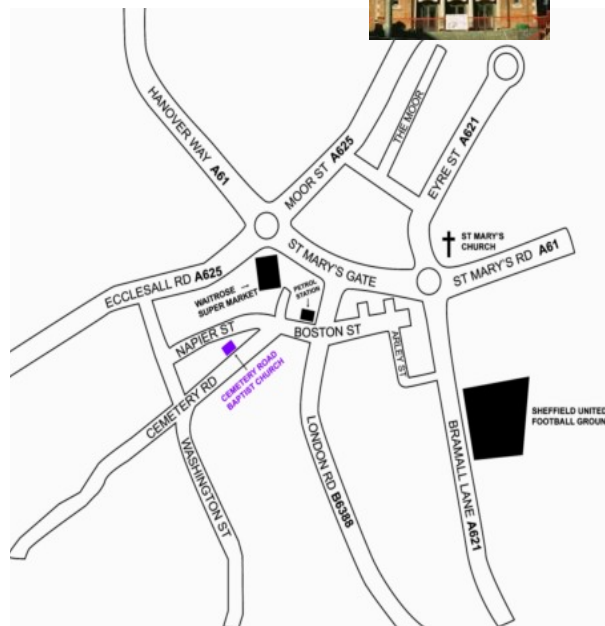 HANOVER WAY A61
MOOR ST A625
THE MOOR
EYRE ST A621
ST MARY'S
CHURCH
ST MARY'S GATE
ST MARY'S RD A61
ECCLESALL RD A625
WAITROSE →
SUPER MARKET
PETROL
STATION
NAPIER ST
BOSTON ST
ARLEY ST
CEMETERY ROAD
BAPTIST CHURCH
CEMETERY RD
SHEFFIELD UNITED
FOOTBALL GROUN
WASHINGTON ST
LONDON RD B6388
BRAMALL LANE A621